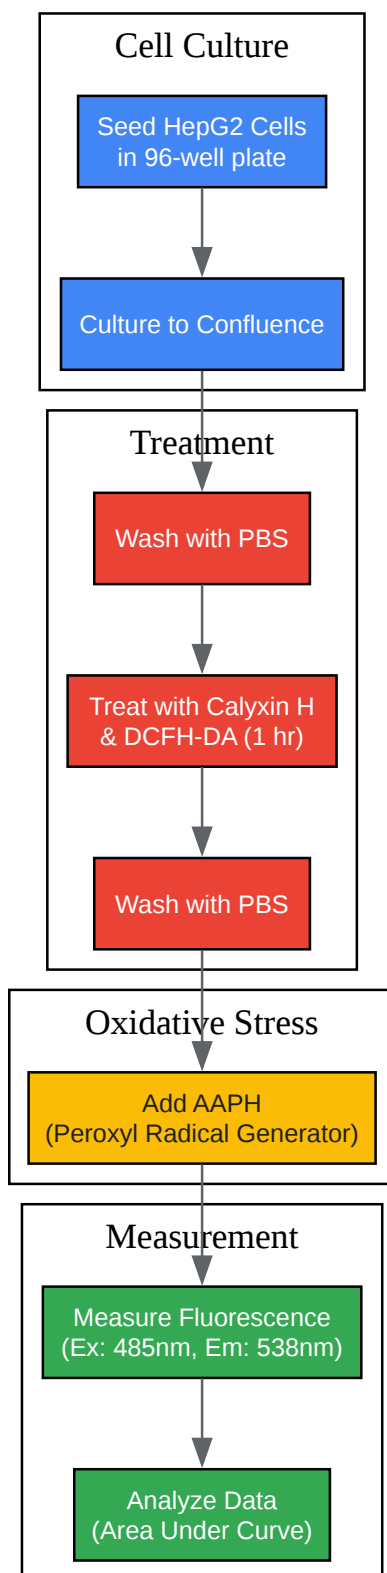 Cell Culture
Seed HepG2 Cells
in 96-well plate
Culture to Confluence
Treatment
Wash with PBS
Treat with Calyxin H
& DCFH-DA (1 hr)
Wash with PBS
Oxidative Stress
Add AAPH
(Peroxyl Radical Generator)
Measurement
Measure Fluorescence
(Ex: 485nm, Em: 538nm)
Analyze Data
(Area Under Curve)